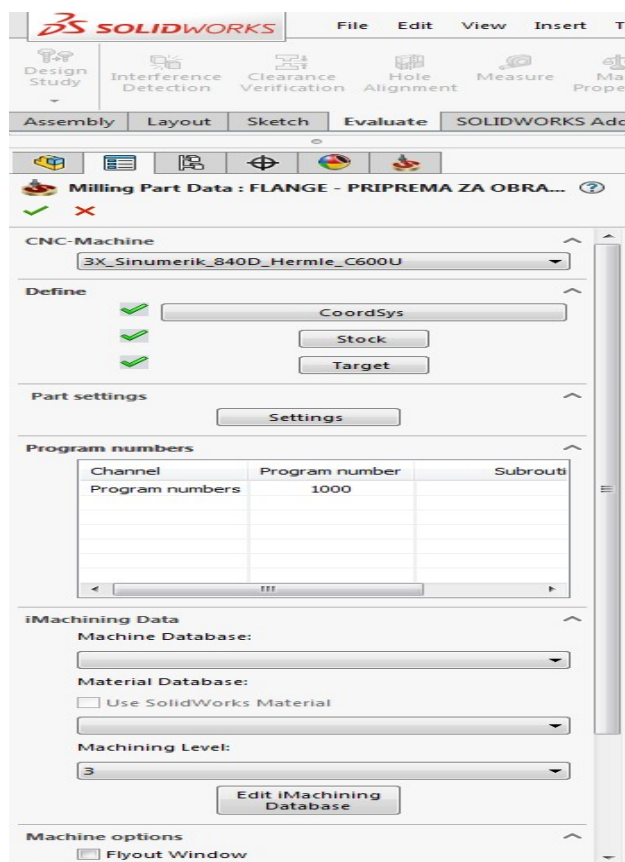 SOLIDWORKS File Edit View Insert T
Design Study Interference Detection Clearance Verification Hole Alignment Measure Ma Prope
Assembly Layout Sketch Evaluate SOLIDWORKS Add
Milling Part Data : FLANGE - PRIPREMA ZA OBRA...
CNC-Machine
3X_Sinumerik_840D_Hermle_C600U
Define
CoordSys
Stock
Target
Part settings
Settings
Program numbers
Channel Program number Subrouti
Program numbers 1000
iMachining Data
Machine Database:
Material Database:
Use SolidWorks Material
Machining Level:
3
Edit iMachining
Database
Machine options
Flyout Window